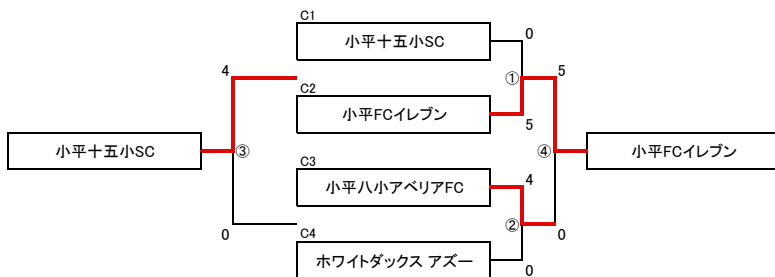 C1
小平十五小SC
0
4
①
5
C2
小平FCイレブン
5
小平十五小SC
③
④
小平FCイレブン
C3
小平八小アベリアFC
4
②
0
0
C4
ホワイトダックス アズー
0